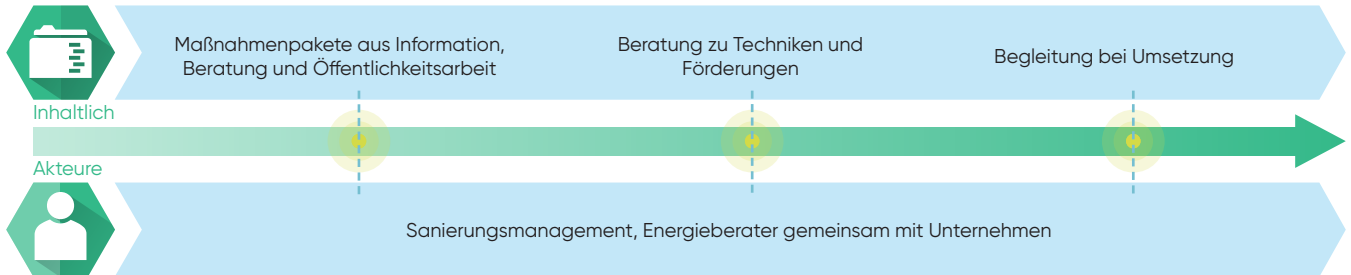 Maßnahmenpakete aus Information,
Beratung und Öffentlichkeitsarbeit
Beratung zu Techniken und
Förderungen
Begleitung bei Umsetzung
Inhaltlich
Akteure
Sanierungsmanagement, Energieberater gemeinsam mit Unternehmen